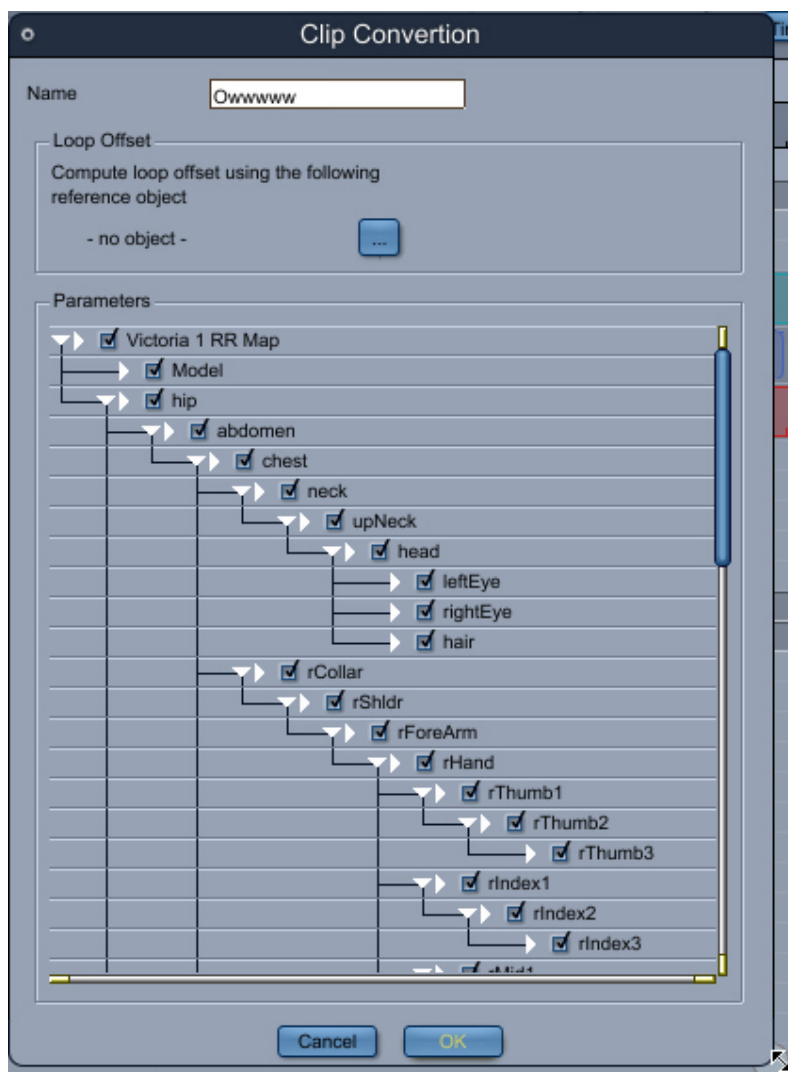 Clip Convertion
Name
Owwwww
Loop Offset
Compute loop offset using the following
reference object
- no object -
...
Parameters
Victoria 1 RR Map
Model
hip
abdomen
chest
neck
upNeck
head
leftEye
rightEye
hair
rCollar
rShldr
rForeArm
rHand
rThumb1
rThumb2
rThumb3
rIndex1
rIndex2
rIndex3
rMid1
Cancel
OK